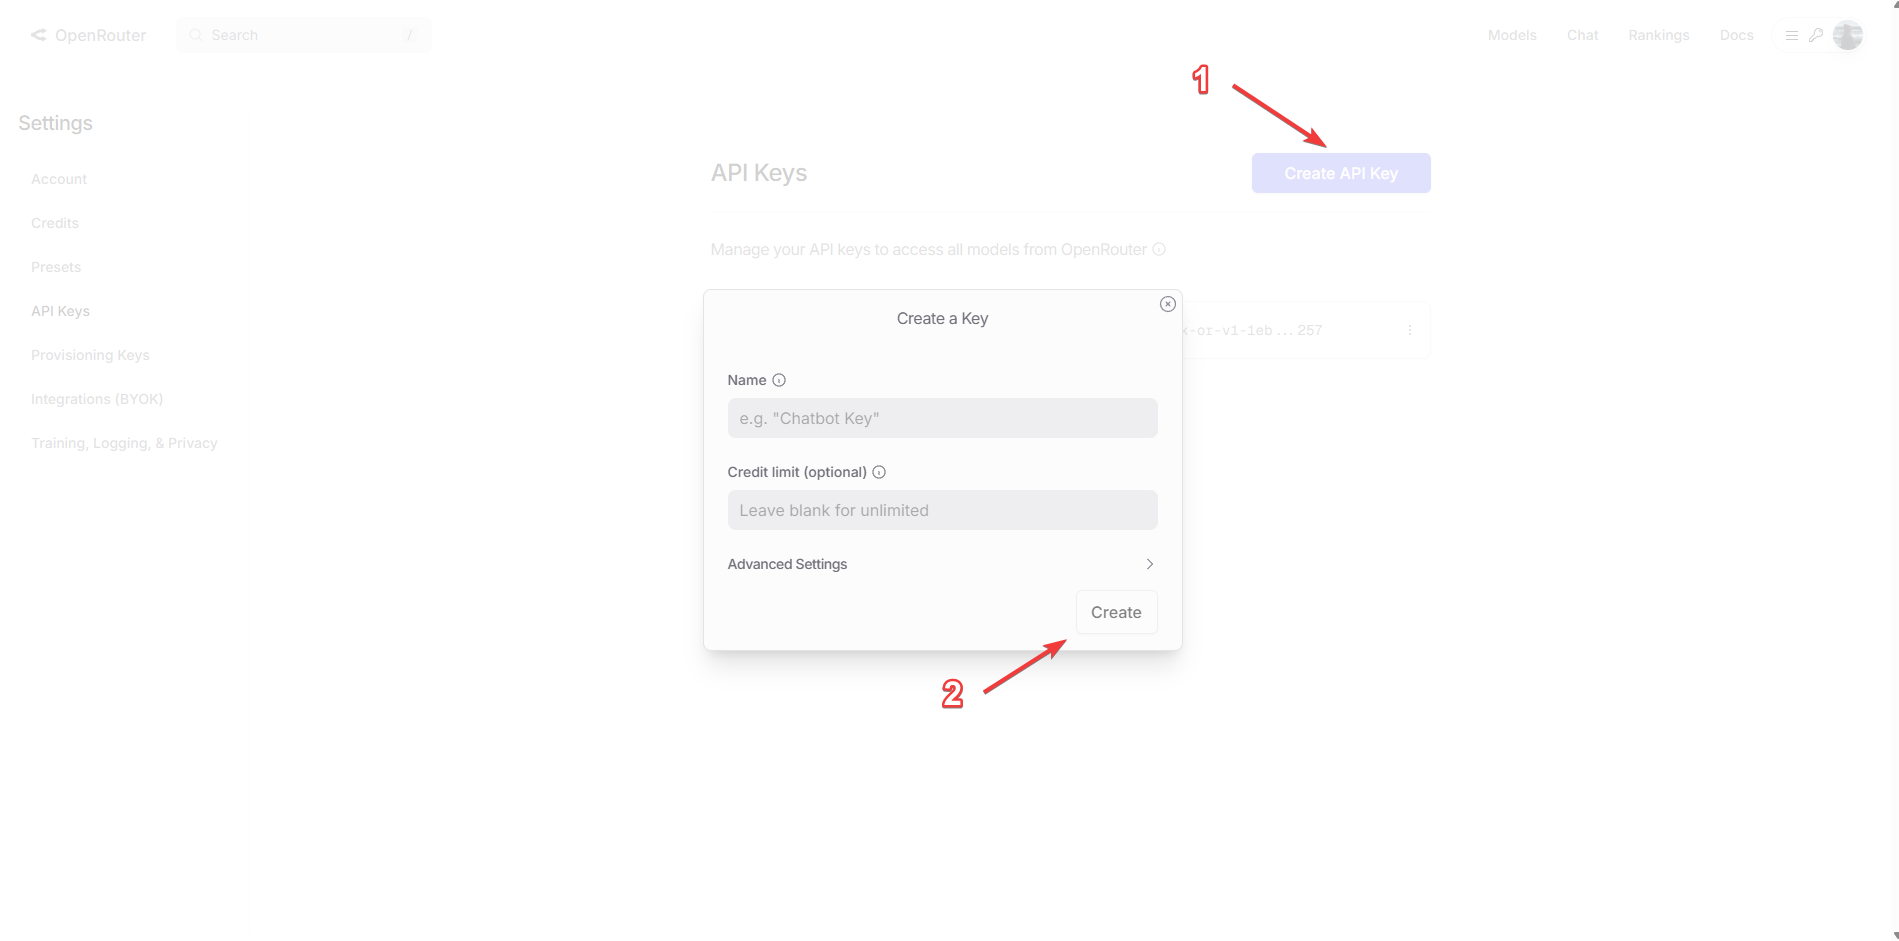 OpenRouter
Search /
Models Chat Rankings Docs
1
Settings
Account
Credits
Presets
API Keys
Provisioning Keys
Integrations (BYOK)
Training, Logging, & Privacy
API Keys
Create API Key
Manage your API keys to access all models from OpenRouter
k-or-v1-1eb...257
Create a Key
Name
e.g. "Chatbot Key"
Credit limit (optional)
Leave blank for unlimited
Advanced Settings
Create
2